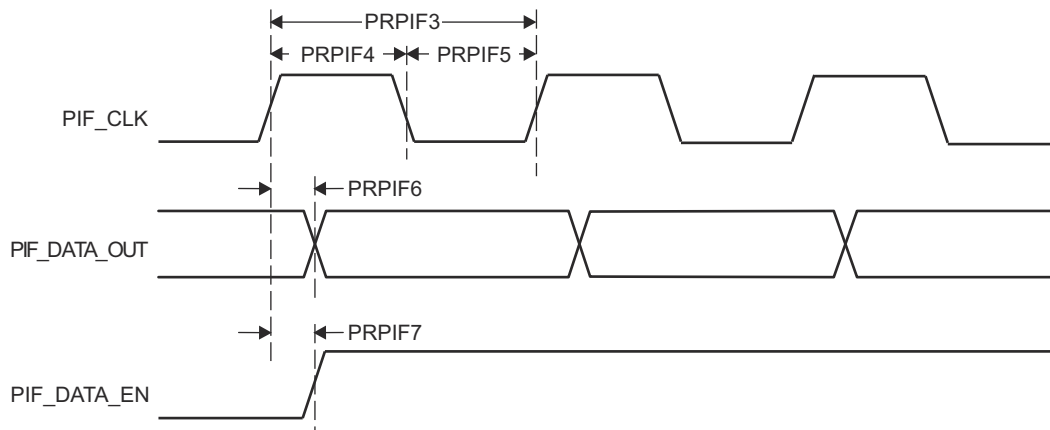 PRPIF3
PRPIF4
PRPIF5
PIF_CLK
PRPIF6
PIF_DATA_OUT
PRPIF7
PIF_DATA_EN